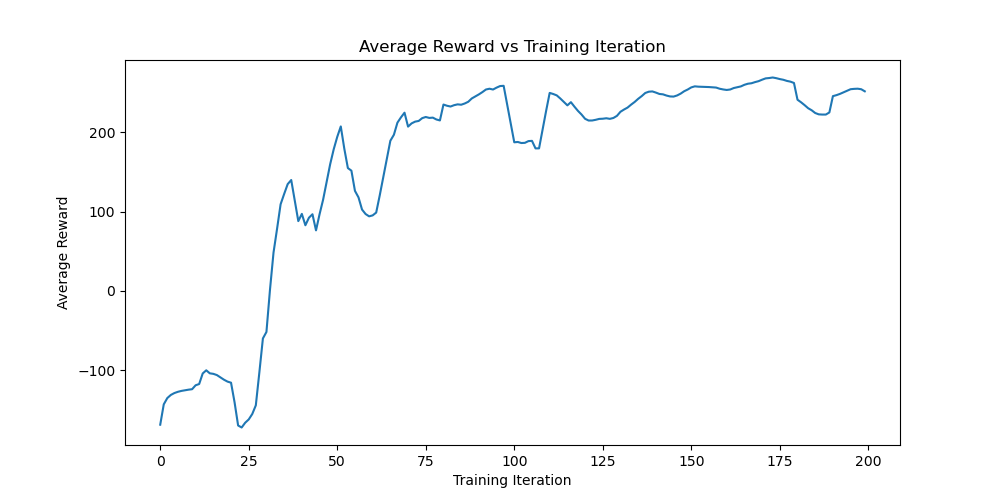 Average Reward vs Training Iteration
Average Reward
200
100
0
−100
0 25 50 75 100 125 150 175 200
Training Iteration